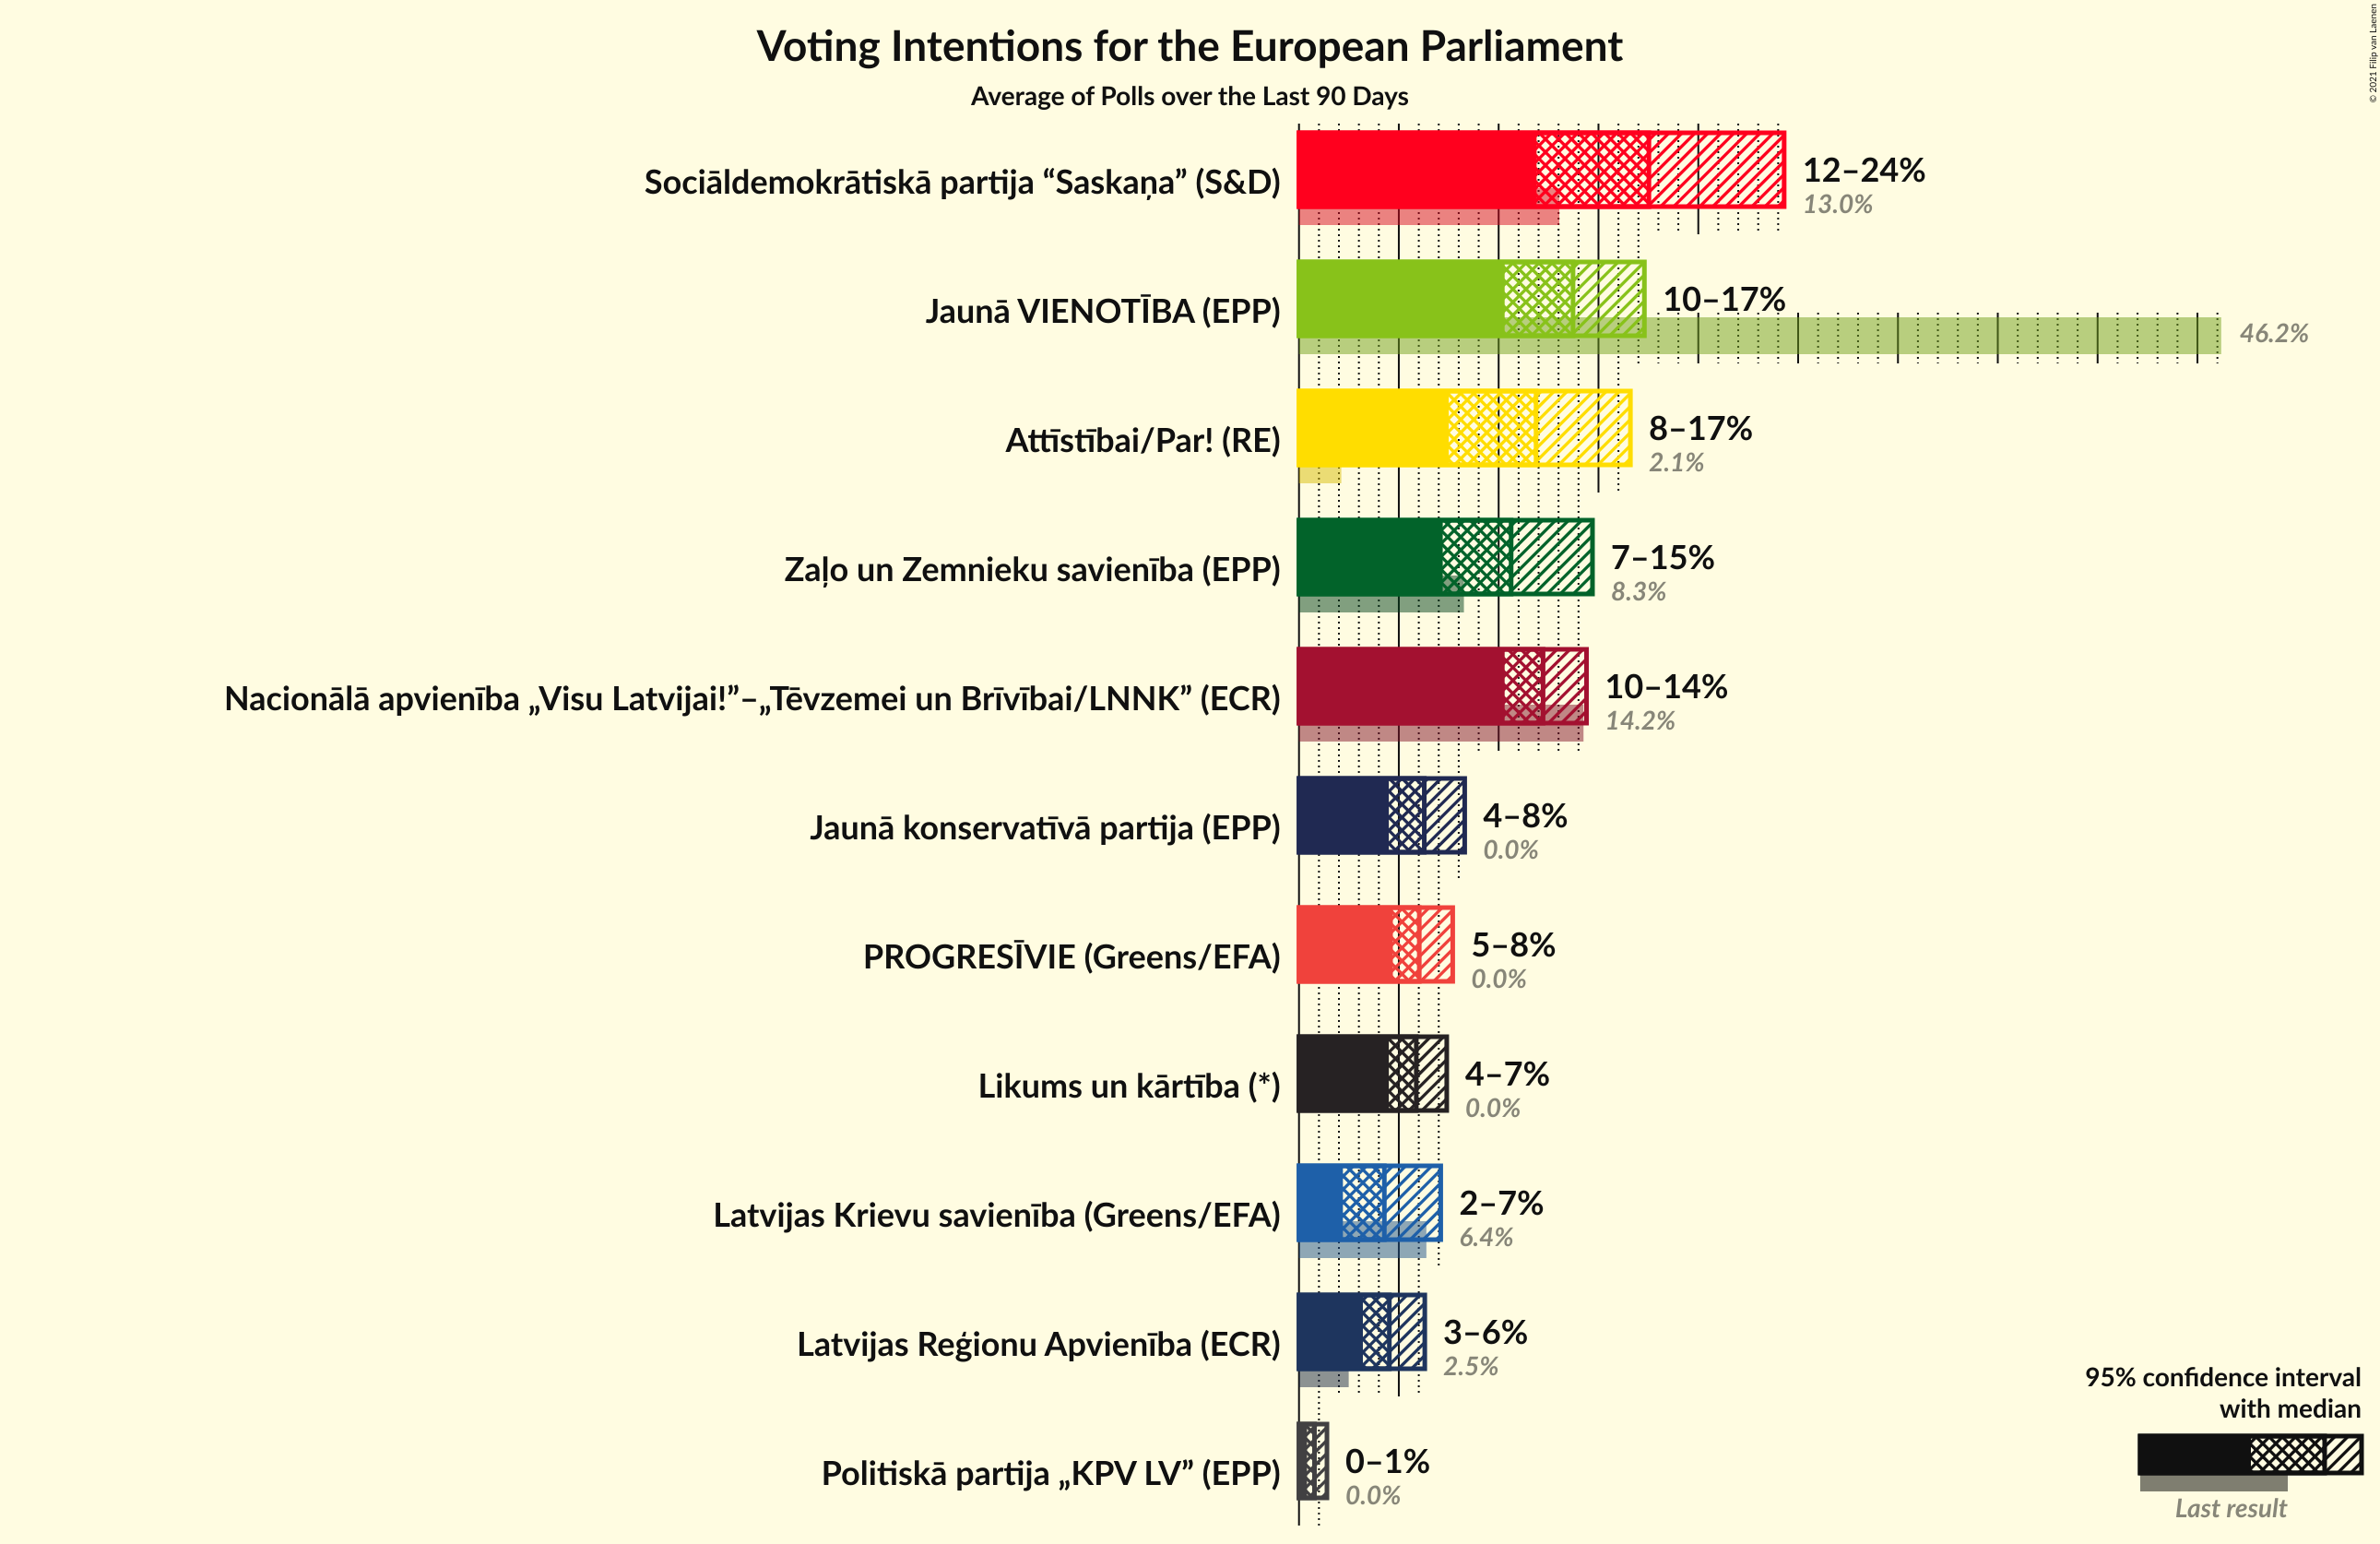 © 2021 Filip van Laenen
Voting Intentions for the European Parliament
Average of Polls over the Last 90 Days
Sociāldemokrātiskā partija “Saskaņa” (S&D)
12–24%
13.0%
Jaunā VIENOTĪBA (EPP)
10–17%
46.2%
Attīstībai/Par! (RE)
8–17%
2.1%
Zaļo un Zemnieku savienība (EPP)
7–15%
8.3%
Nacionālā apvienība „Visu Latvijai!”–„Tēvzemei un Brīvībai/LNNK” (ECR)
10–14%
14.2%
Jaunā konservatīvā partija (EPP)
4–8%
0.0%
PROGRESĪVIE (Greens/EFA)
5–8%
0.0%
Likums un kārtība (*)
4–7%
0.0%
Latvijas Krievu savienība (Greens/EFA)
2–7%
6.4%
Latvijas Reģionu Apvienība (ECR)
3–6%
2.5%
Politiskā partija „KPV LV” (EPP)
0–1%
0.0%
95% confidence interval
with median
Last result